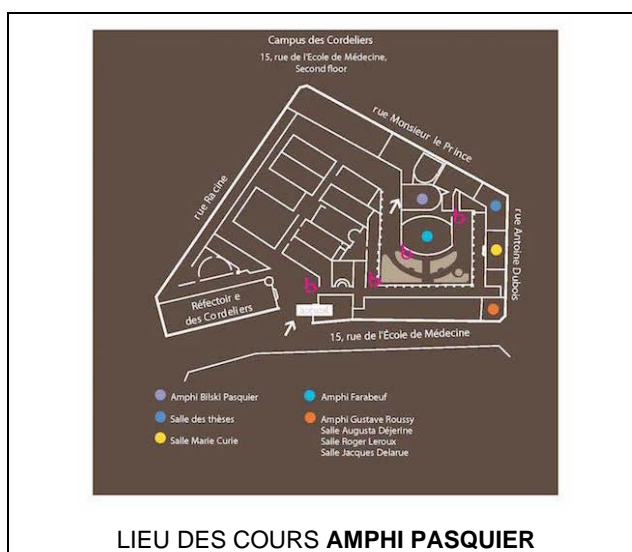 Campus des Cordeliers
15, rue de l'Ecole de Médecine,
Second floor
rue Monsieur le Prince
rue Racine
rue Antoine Dubois
Réfectoir e
des Cordeliers
15, rue de l'École de Médecine
Amphi Bilski Pasquier
Salle des thèses
Salle Marie Curie
Amphi Farabeuf
Amphi Gustave Roussy
Salle Augusta Déjerine
Salle Roger Leroux
Salle Jacques Delarue
LIEU DES COURS AMPHI PASQUIER